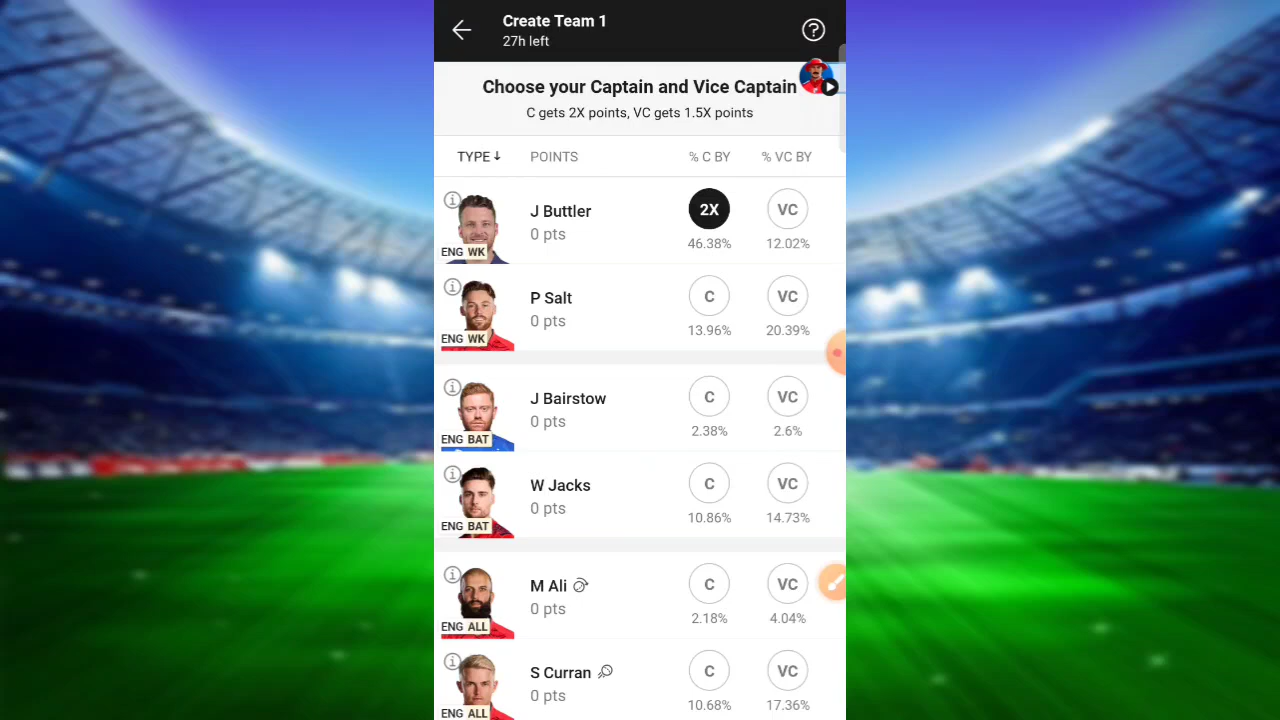 Create Team 1
27h left
Choose your Captain and Vice Captain
C gets 2X points, VC gets 1.5X points
TYPE↓ POINTS % C BY % VC BY
J Buttler 2X VC
0 pts
ENG WK 46.38% 12.02%
P Salt C VC
0 pts
ENG WK 13.96% 20.39%
J Bairstow C VC
0 pts
ENG BAT 2.38% 2.6%
W Jacks C VC
0 pts
ENG BAT 10.86% 14.73%
M Ali C VC
0 pts
ENG ALL 2.18% 4.04%
S Curran C VC
0 pts
ENG ALL 10.68% 17.36%